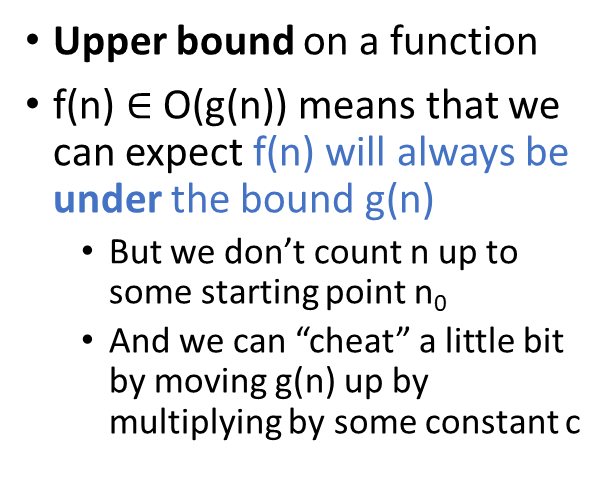 • Upper bound on a function
• f(n) ∈ O(g(n)) means that we
can expect f(n) will always be
under the bound g(n)
• But we don’t count n up to
some starting point n₀
• And we can “cheat” a little bit
by moving g(n) up by
multiplying by some constant c